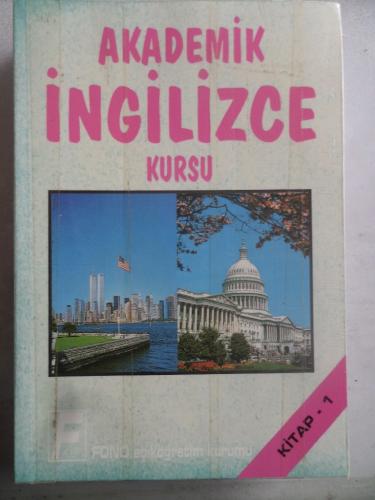 AKADEMİK
İNGİLİZCE
KURSU
FONO açıköğretim kurumu
KİTAP - 1